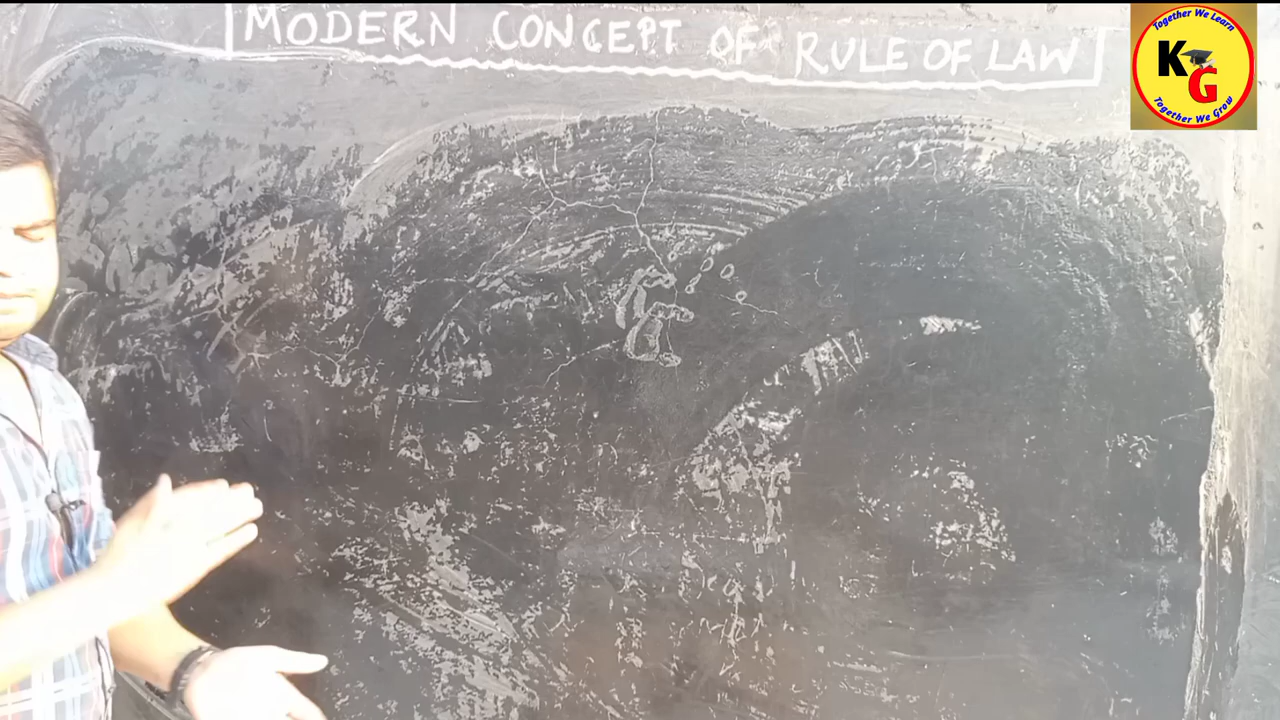 MODERN CONCEPT OF RULE OF LAW
Together We Learn
KG
Together We Grow